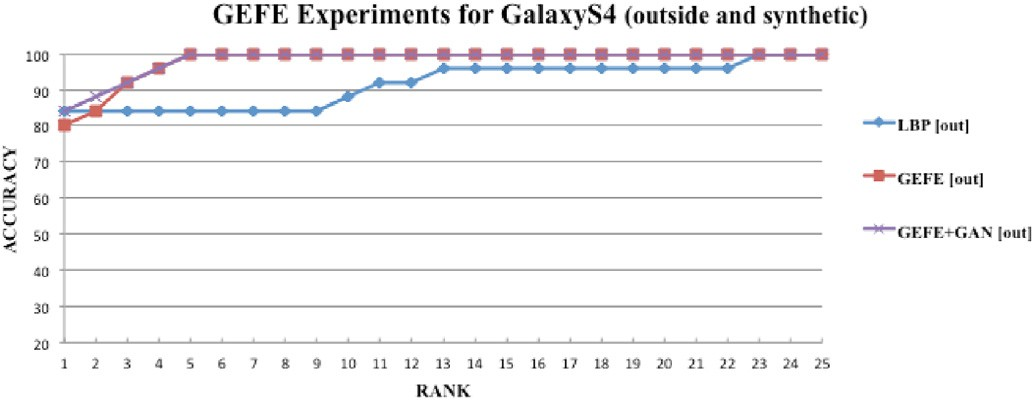 GEFE Experiments for GalaxyS4 (outside and synthetic)
100
90
80
70
60
50
40
30
20
ACCURACY
1 2 3 4 5 6 7 8 9 10 11 12 13 14 15 16 17 18 19 20 21 22 23 24 25
RANK
LBP [out]
GEFE [out]
GEFE+GAN [out]